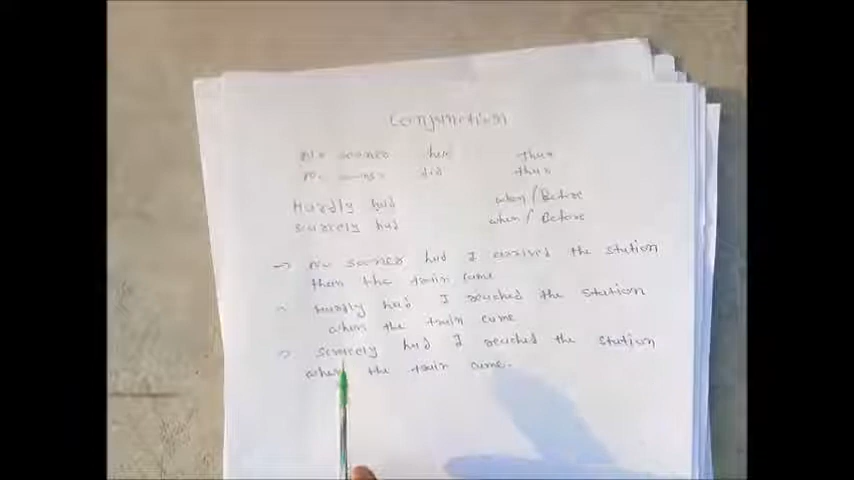 Conjunction
No sooner had than
No sooner did than
Hardly had when / Before
Scarcely had when / Before
→ No sooner had I arrived the station
than the train came
→ Hardly had I reached the station
when the train came
→ Scarcely had I reached the station
when the train came.